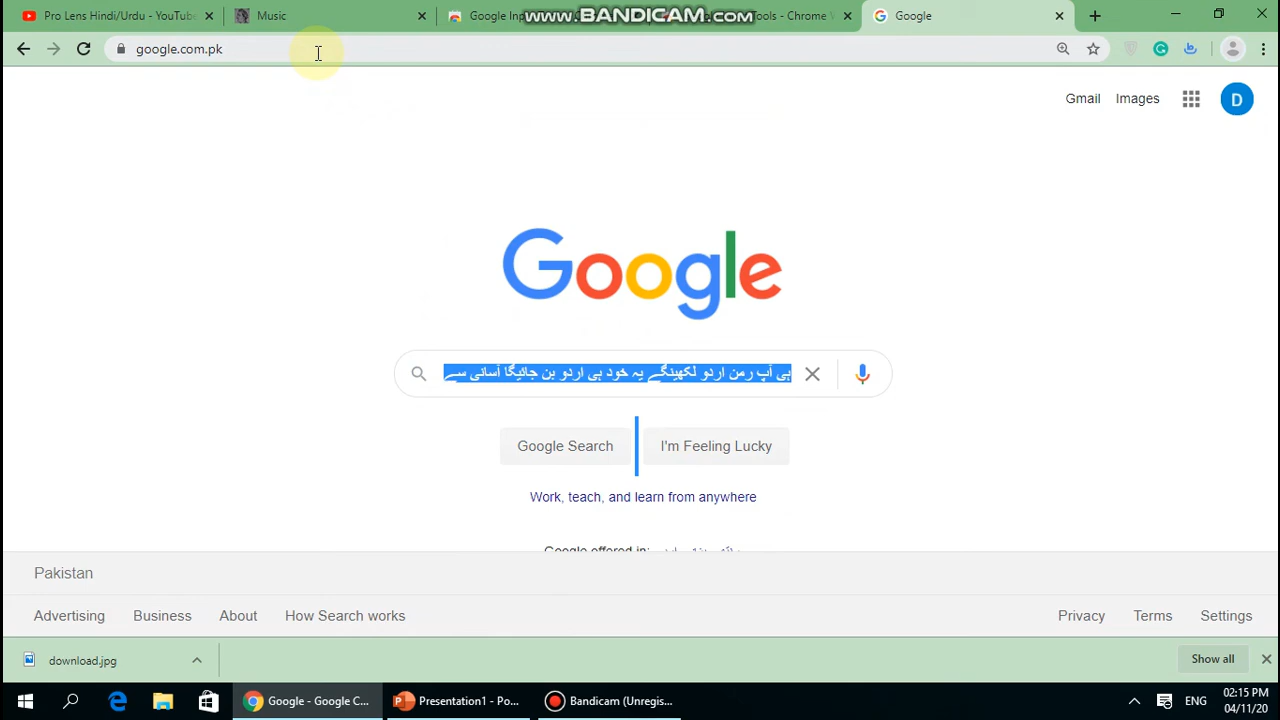 Pro Lens Hindi/Urdu - YouTube
Music
Google Inp
www.BANDICAM.com
Tools - Chrome
Google
google.com.pk
Gmail
Images
D
Google
ہی آپ رمن اردو لکھینگے یہ خود ہی اردو بن جائیگا آسانی سے
Google Search
I'm Feeling Lucky
Work, teach, and learn from anywhere
Google offered in:
Pakistan
Advertising
Business
About
How Search works
Privacy
Terms
Settings
download.jpg
Show all
Google - Google C...
Presentation1 - Po...
Bandicam (Unregis...
ENG
02:15 PM
04/11/20